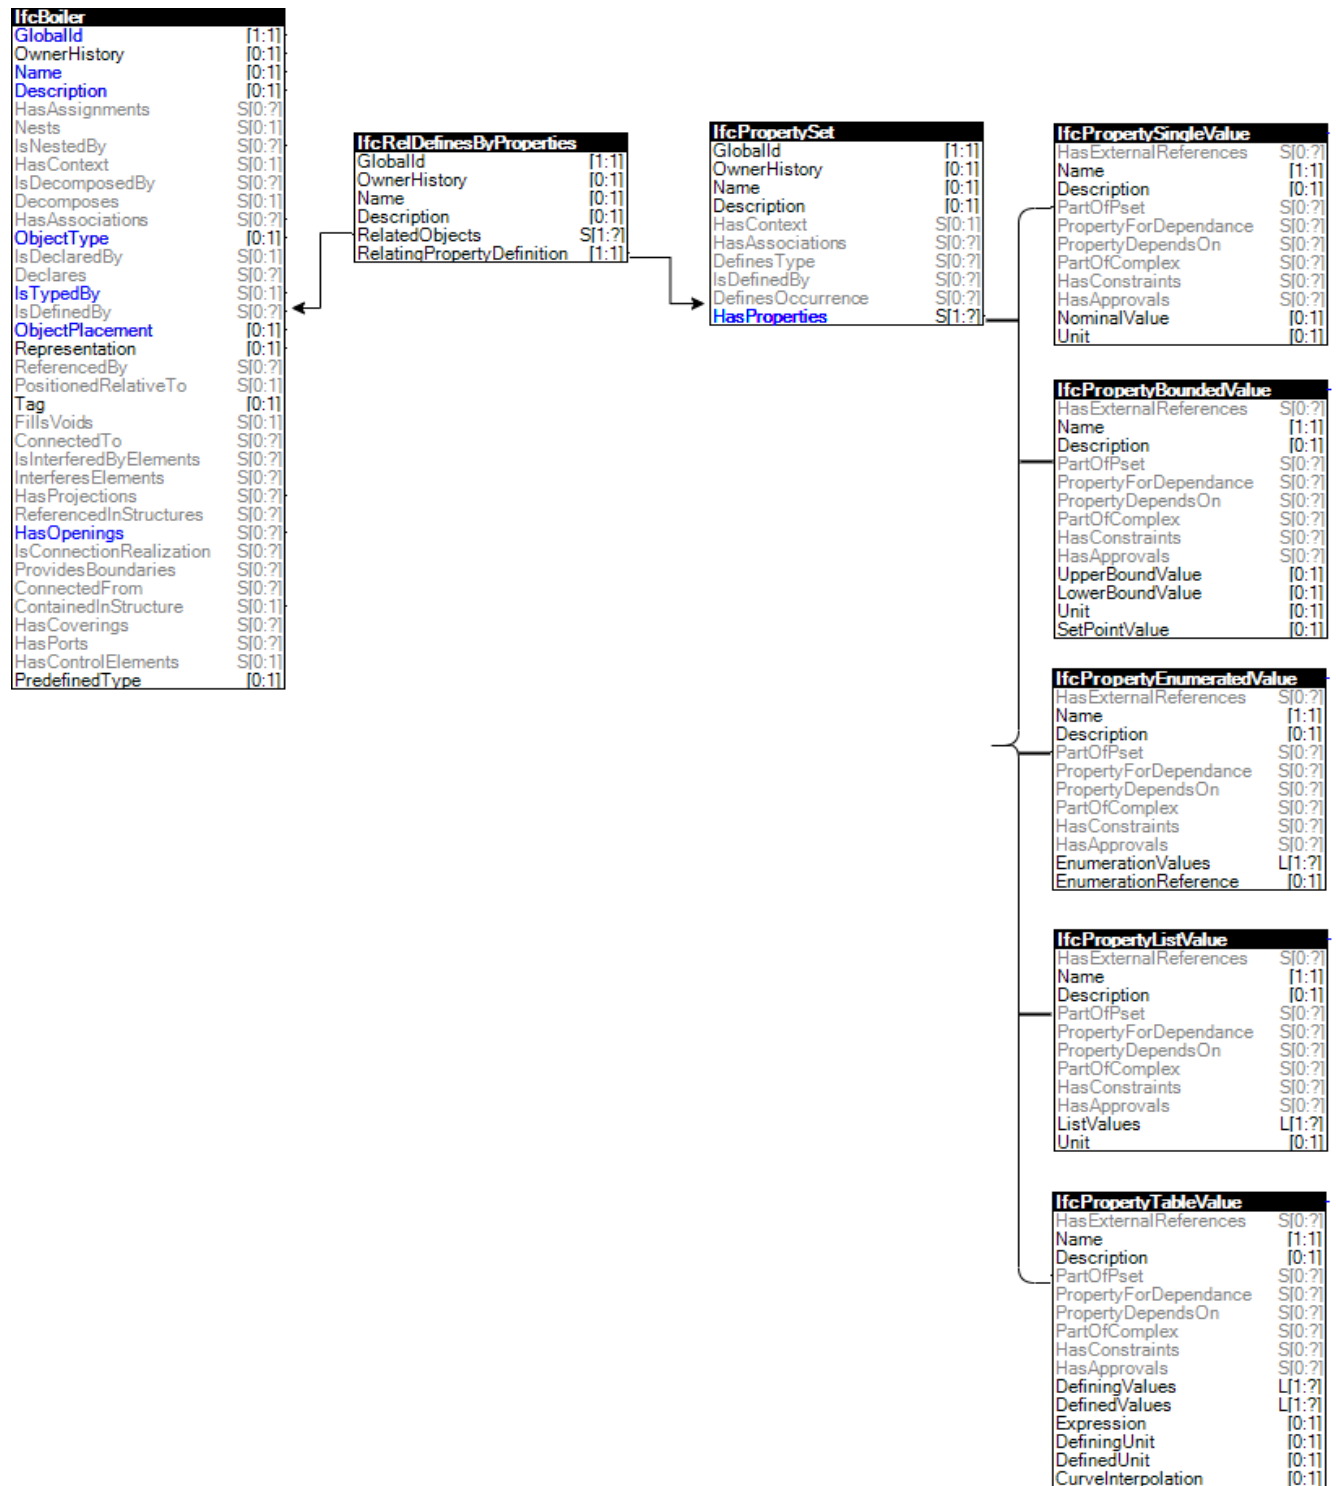 IfcBoiler
GlobalId [1:1]
OwnerHistory [0:1]
Name [0:1]
Description [0:1]
HasAssignments S[0:?]
Nests S[0:1]
IsNestedBy S[0:?]
HasContext S[0:1]
IsDecomposedBy S[0:?]
Decomposes S[0:1]
HasAssociations S[0:?]
ObjectType [0:1]
IsDeclaredBy S[0:1]
Declares S[0:?]
IsTypedBy S[0:1]
IsDefinedBy S[0:?]
ObjectPlacement [0:1]
Representation [0:1]
ReferencedBy S[0:?]
PositionedRelativeTo S[0:1]
Tag [0:1]
FillsVoids S[0:1]
ConnectedTo S[0:?]
IsInterferedByElements S[0:?]
InterferesElements S[0:?]
HasProjections S[0:?]
ReferencedInStructures S[0:?]
HasOpenings S[0:?]
IsConnectionRealization S[0:?]
ProvidesBoundaries S[0:?]
ConnectedFrom S[0:?]
ContainedInStructure S[0:1]
HasCoverings S[0:?]
HasPorts S[0:?]
HasControlElements S[0:1]
PredefinedType [0:1]
IfcRelDefinesByProperties
GlobalId [1:1]
OwnerHistory [0:1]
Name [0:1]
Description [0:1]
RelatedObjects S[1:?]
RelatingPropertyDefinition [1:1]
IfcPropertySet
GlobalId [1:1]
OwnerHistory [0:1]
Name [0:1]
Description [0:1]
HasContext S[0:1]
HasAssociations S[0:?]
DefinesType S[0:?]
IsDefinedBy S[0:?]
DefinesOccurrence S[0:?]
HasProperties S[1:?]
IfcPropertySingleValue
HasExternalReferences S[0:?]
Name [1:1]
Description [0:1]
PartOfPset S[0:?]
PropertyForDependance S[0:?]
PropertyDependsOn S[0:?]
PartOfComplex S[0:?]
HasConstraints S[0:?]
HasApprovals S[0:?]
NominalValue [0:1]
Unit [0:1]
IfcPropertyBoundedValue
HasExternalReferences S[0:?]
Name [1:1]
Description [0:1]
PartOfPset S[0:?]
PropertyForDependance S[0:?]
PropertyDependsOn S[0:?]
PartOfComplex S[0:?]
HasConstraints S[0:?]
HasApprovals S[0:?]
UpperBoundValue [0:1]
LowerBoundValue [0:1]
Unit [0:1]
SetPointValue [0:1]
IfcPropertyEnumeratedValue
HasExternalReferences S[0:?]
Name [1:1]
Description [0:1]
PartOfPset S[0:?]
PropertyForDependance S[0:?]
PropertyDependsOn S[0:?]
PartOfComplex S[0:?]
HasConstraints S[0:?]
HasApprovals S[0:?]
EnumerationValues L[1:?]
EnumerationReference [0:1]
IfcPropertyListValue
HasExternalReferences S[0:?]
Name [1:1]
Description [0:1]
PartOfPset S[0:?]
PropertyForDependance S[0:?]
PropertyDependsOn S[0:?]
PartOfComplex S[0:?]
HasConstraints S[0:?]
HasApprovals S[0:?]
ListValues L[1:?]
Unit [0:1]
IfcPropertyTableValue
HasExternalReferences S[0:?]
Name [1:1]
Description [0:1]
PartOfPset S[0:?]
PropertyForDependance S[0:?]
PropertyDependsOn S[0:?]
PartOfComplex S[0:?]
HasConstraints S[0:?]
HasApprovals S[0:?]
DefiningValues L[1:?]
DefinedValues L[1:?]
Expression [0:1]
DefiningUnit [0:1]
DefinedUnit [0:1]
CurveInterpolation [0:1]